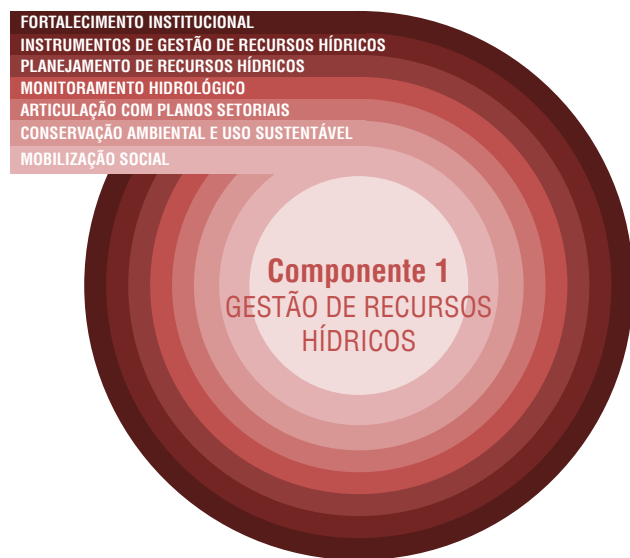 FORTALECIMENTO INSTITUCIONAL
INSTRUMENTOS DE GESTÃO DE RECURSOS HÍDRICOS
PLANEJAMENTO DE RECURSOS HÍDRICOS
MONITORAMENTO HIDROLÓGICO
ARTICULAÇÃO COM PLANOS SETORIAIS
CONSERVAÇÃO AMBIENTAL E USO SUSTENTÁVEL
MOBILIZAÇÃO SOCIAL
Componente 1
GESTÃO DE RECURSOS
HÍDRICOS